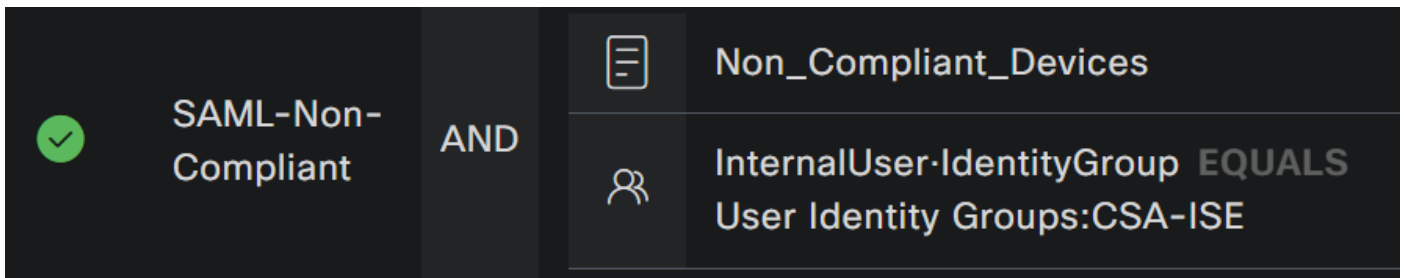 SAML-Non-
Compliant
AND
Non_Compliant_Devices
InternalUser·IdentityGroup EQUALS
User Identity Groups:CSA-ISE